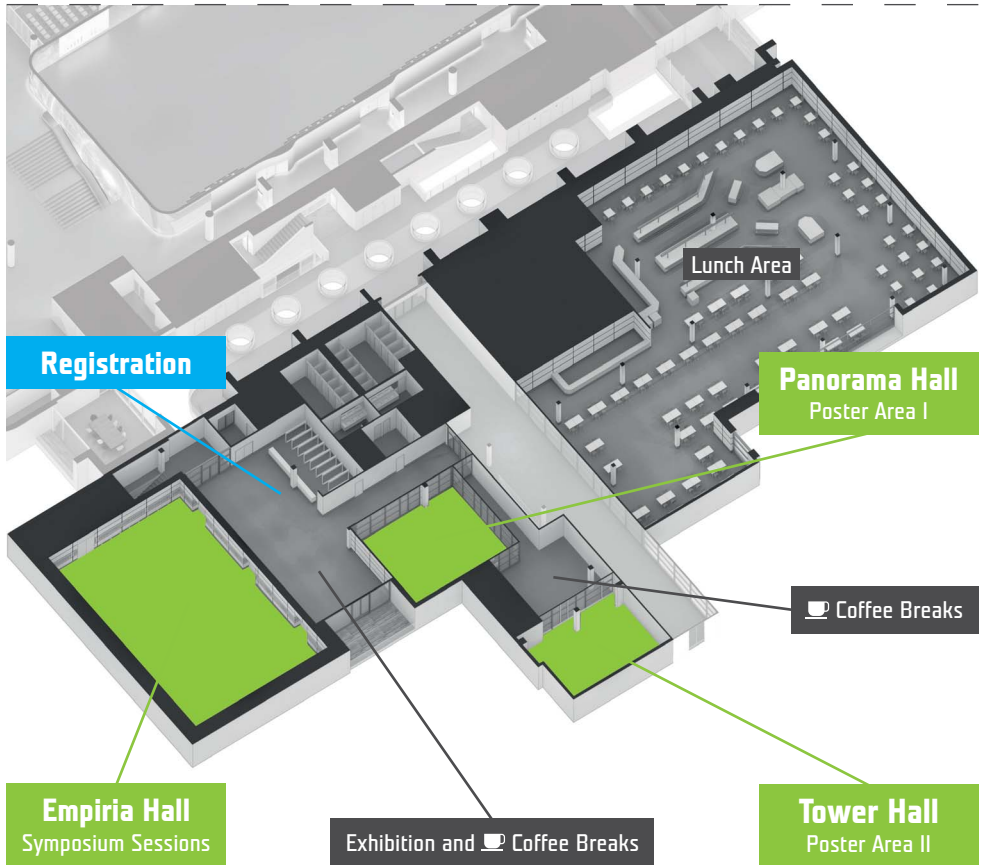 Lunch Area
Registration
Panorama Hall
Poster Area I
Coffee Breaks
Empiria Hall
Symposium Sessions
Exhibition and Coffee Breaks
Tower Hall
Poster Area II